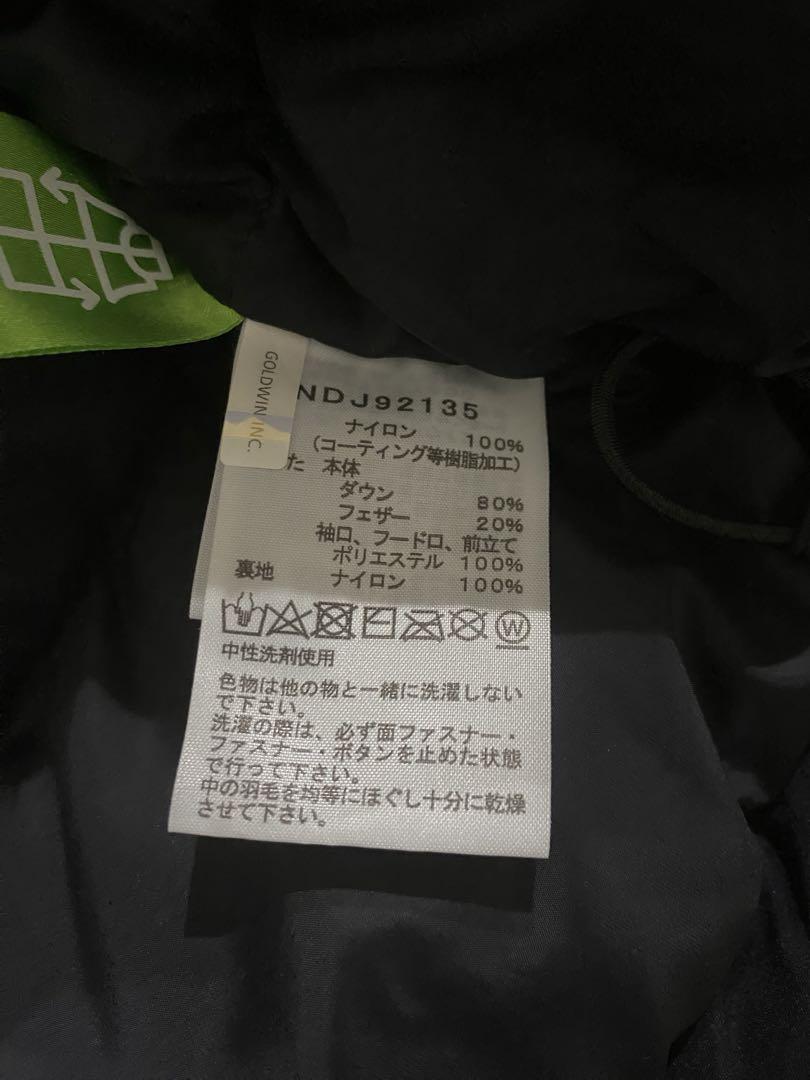 GOLDWIN INC.
NDJ92135
ナイロン 100%
(コーティング等樹脂加工)
た 本体
ダウン 80%
フェザー 20%
袖口、フード口、前立て
ポリエステル 100%
裏地 ナイロン 100%
W
中性洗剤使用
色物は他の物と一緒に洗濯しない
で下さい。
洗濯の際は、必ず面ファスナー・
ファスナー・ボタンを止めた状態
で行って下さい。
中の羽毛を均等にほぐし十分に乾燥
させて下さい。